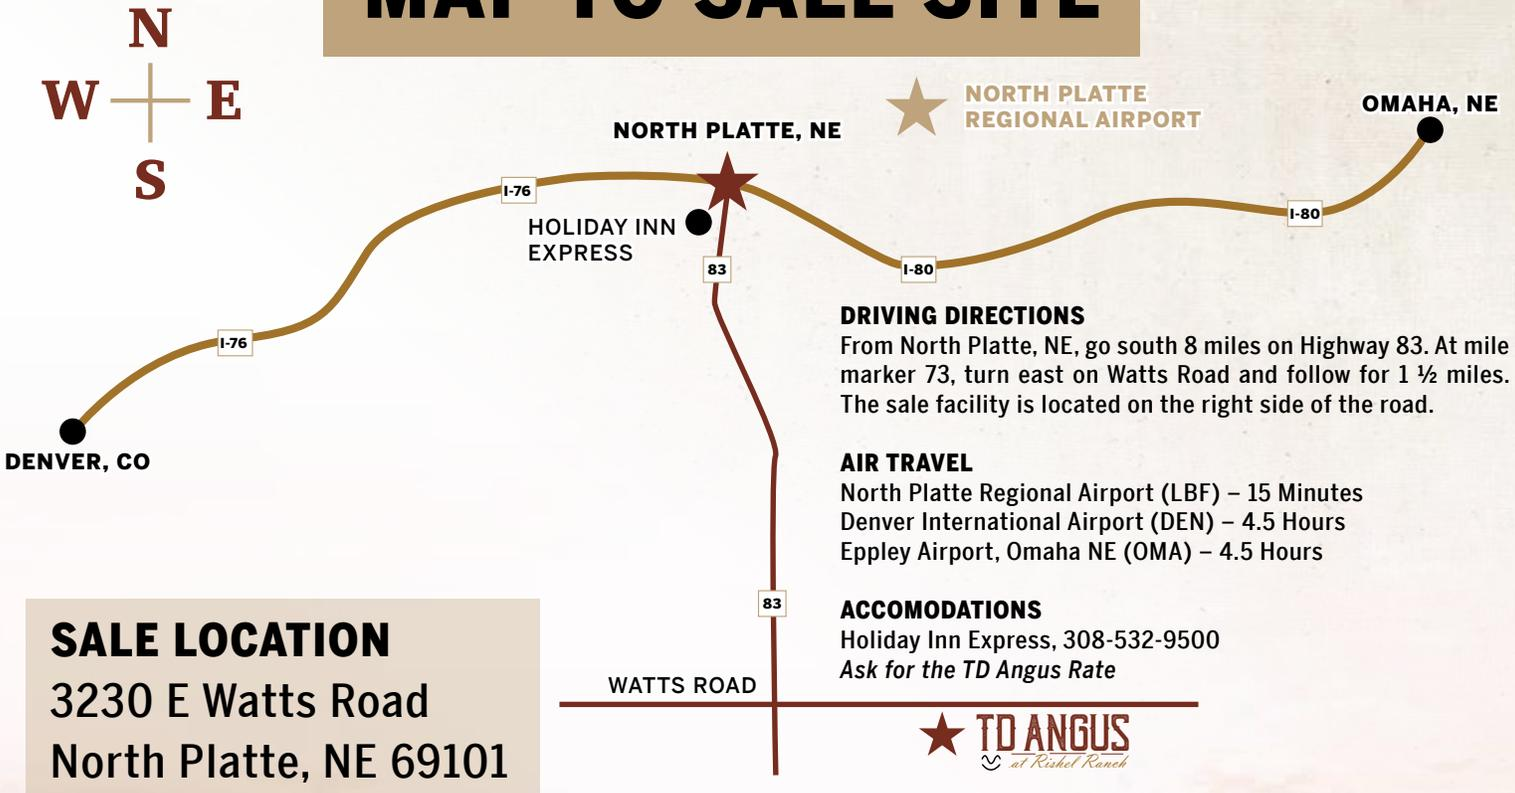 MAP TO SALE SITE
N
W E
S
NORTH PLATTE
REGIONAL AIRPORT
OMAHA, NE
NORTH PLATTE, NE
I-76
I-80
HOLIDAY INN
EXPRESS
83
I-80
I-76
DENVER, CO
DRIVING DIRECTIONS
From North Platte, NE, go south 8 miles on Highway 83. At mile
marker 73, turn east on Watts Road and follow for 1 ½ miles.
The sale facility is located on the right side of the road.
AIR TRAVEL
North Platte Regional Airport (LBF) – 15 Minutes
Denver International Airport (DEN) – 4.5 Hours
Eppley Airport, Omaha NE (OMA) – 4.5 Hours
83
ACCOMODATIONS
Holiday Inn Express, 308-532-9500
Ask for the TD Angus Rate
SALE LOCATION
3230 E Watts Road
North Platte, NE 69101
WATTS ROAD
TD ANGUS
at Rishel Ranch